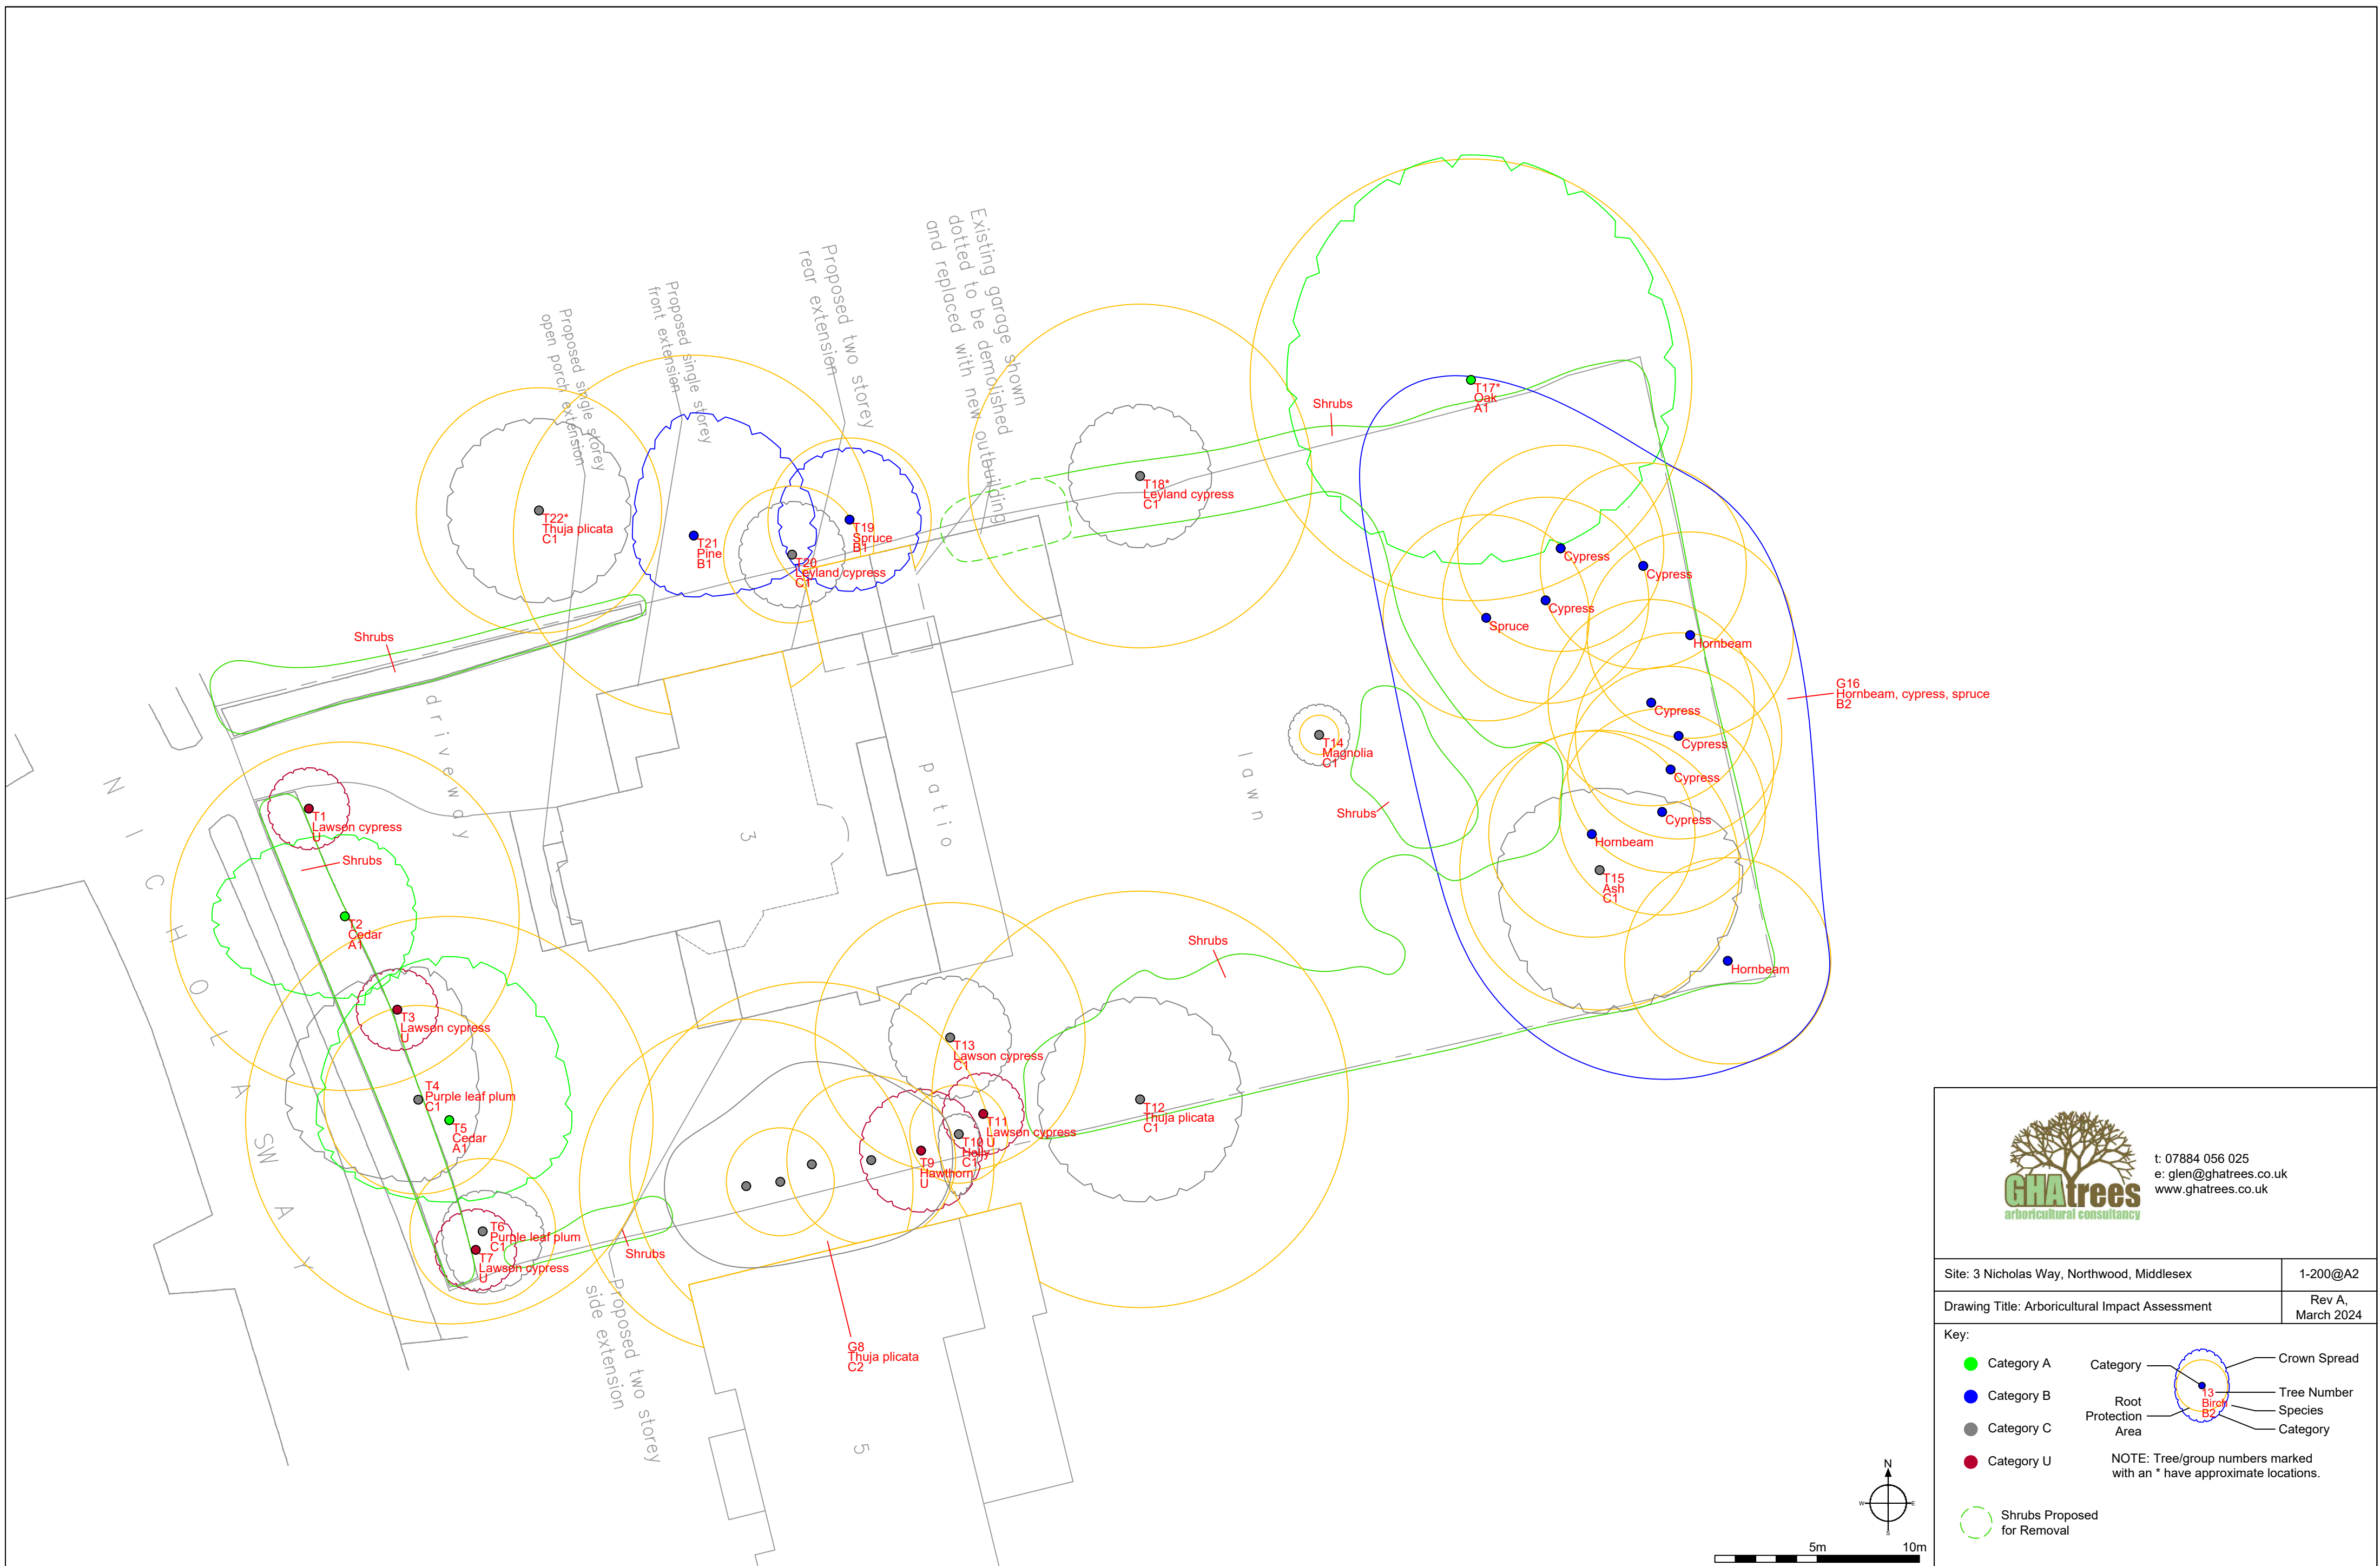 Existing garage shown
dotted to be demolished
and replaced with new outbuilding
Proposed two storey
rear extension
Proposed single storey
front extension
Proposed single storey
open porch extension
T17*
Oak
A1
Shrubs
T18*
Leyland cypress
C1
T22*
Thuja plicata
C1
T21
Pine
B1
T19
Spruce
B1
T20
Leyland cypress
C1
Cypress
Cypress
Cypress
Spruce
Hornbeam
Shrubs
G16
Hornbeam, cypress, spruce
B2
Cypress
Cypress
Cypress
Cypress
Hornbeam
T14
Magnolia
C1
Shrubs
lawn
patio
driveway
3
T15
Ash
C1
Hornbeam
T1
Lawson cypress
U
Shrubs
T2
Cedar
A1
NICHOLAS WAY
T3
Lawson cypress
U
T4
Purple leaf plum
C1
T5
Cedar
A1
T6
Purple leaf plum
C1
T7
Lawson cypress
U
Shrubs
Shrubs
T13
Lawson cypress
C1
T11
Lawson cypress
U
T10
Holly
C1
T9
Hawthorn
U
T12
Thuja plicata
C1
Proposed two storey
side extension
G8
Thuja plicata
C2
5
N
W
E
S
5m
10m
GHAtrees
arboricultural consultancy
t: 07884 056 025
e: glen@ghatrees.co.uk
www.ghatrees.co.uk
Site: 3 Nicholas Way, Northwood, Middlesex
1-200@A2
Drawing Title: Arboricultural Impact Assessment
Rev A,
March 2024
Key:
Category A
Category B
Category C
Category U
Category
Root
Protection
Area
13
Birch
B2
Crown Spread
Tree Number
Species
Category
NOTE: Tree/group numbers marked
with an * have approximate locations.
Shrubs Proposed
for Removal